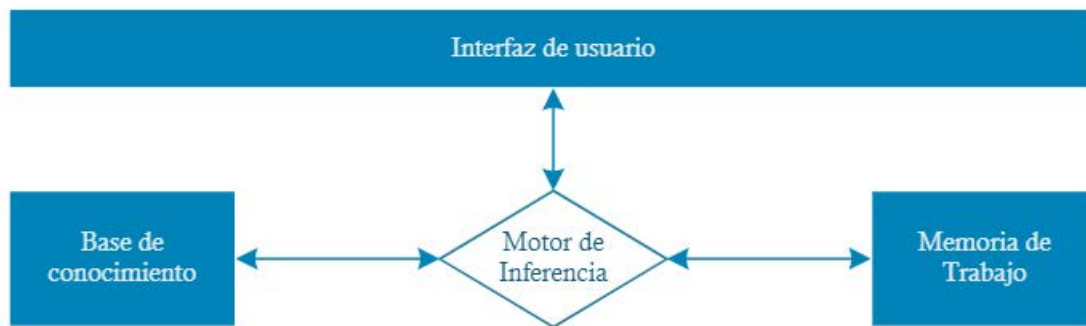 Interfaz de usuario
Base de
conocimiento
Motor de
Inferencia
Memoria de
Trabajo